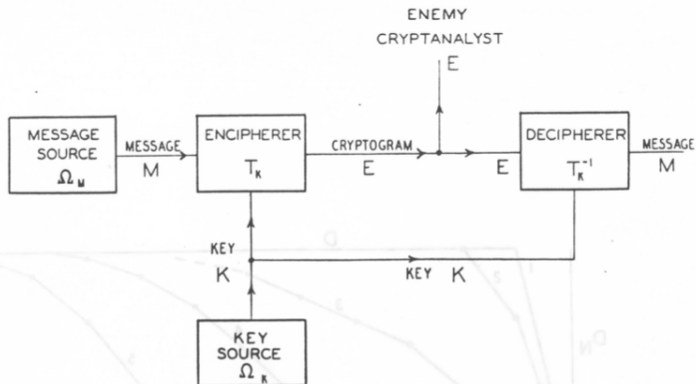 ENEMY
CRYPTANALYST
E
MESSAGE
SOURCE
Ω_M
MESSAGE
M
ENCIPHERER
T_K
CRYPTOGRAM
E
E
DECIPHERER
T_K^-1
MESSAGE
M
KEY
K
KEY K
KEY
SOURCE
Ω_K